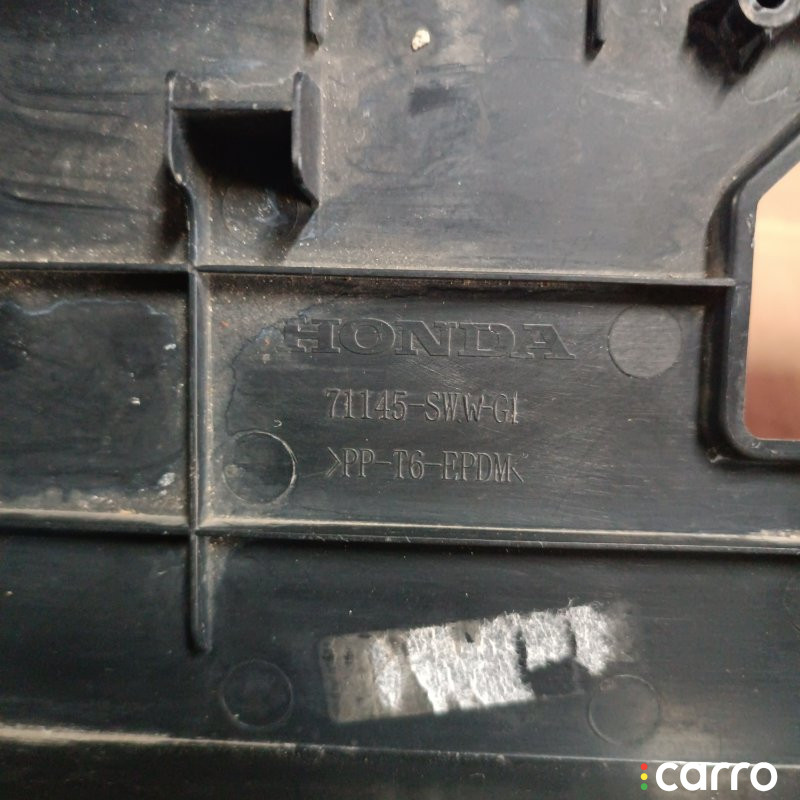 HONDA
71145-SWW-G1
>PP-T6-EPDM<
carro